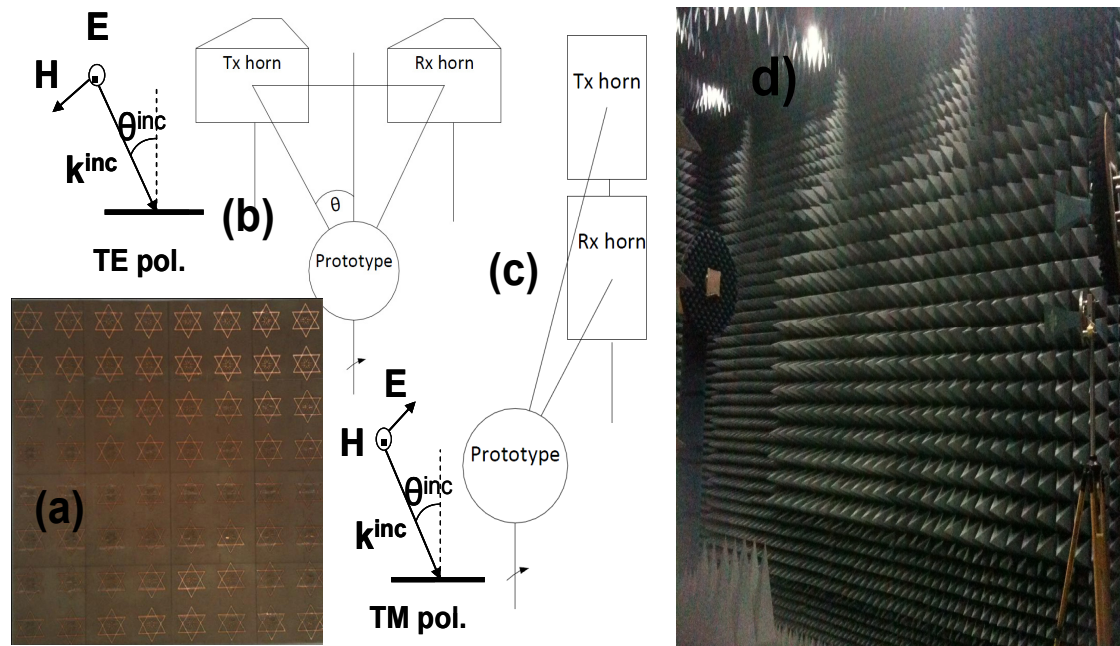 E
H
θinc
kinc
TE pol.
(b)
Tx horn
Rx horn
θ
Prototype
(c)
Tx horn
Rx horn
Prototype
E
H
θinc
kinc
TM pol.
(a)
d)